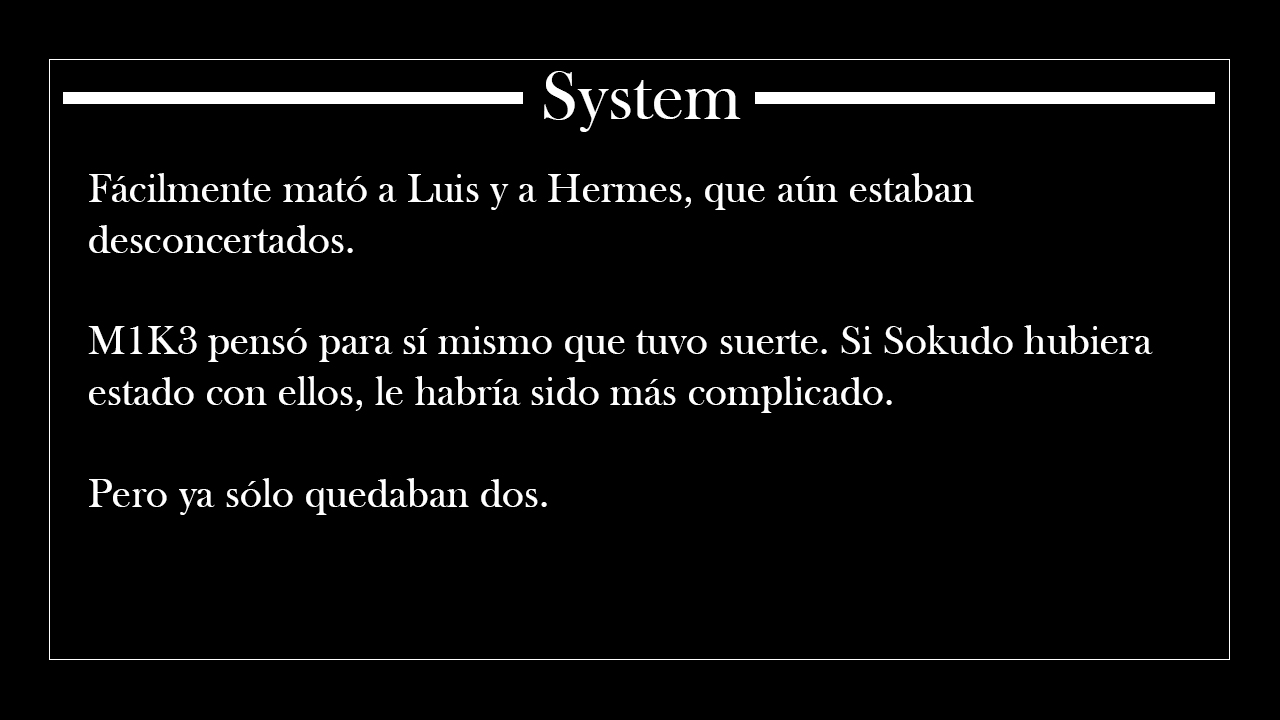 System
Fácilmente mató a Luis y a Hermes, que aún estaban
desconcertados.
M1K3 pensó para sí mismo que tuvo suerte. Si Sokudo hubiera
estado con ellos, le habría sido más complicado.
Pero ya sólo quedaban dos.